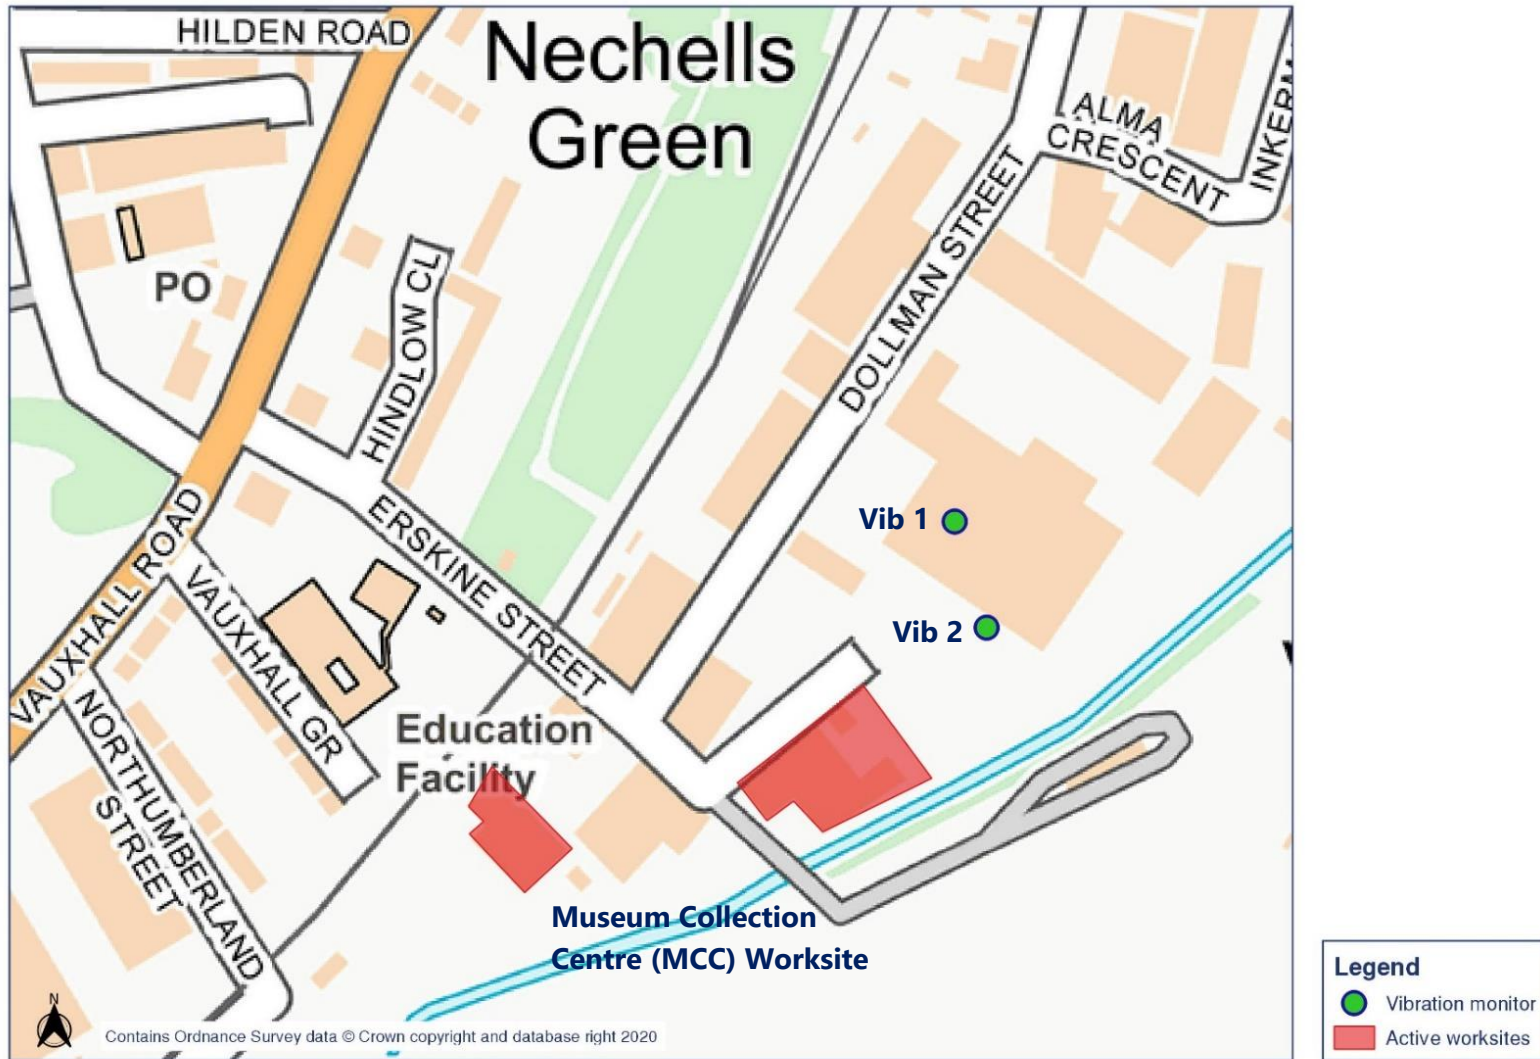 HILDEN ROAD
Nechells
Green
ALMA
CRESCENT
PO
HINDLOW CL
DOLLMAN STREET
ERSKINE STREET
VAUXHALL ROAD
VAUXHALL GR
Vib 1
Vib 2
NORTHUMBERLAND
STREET
Education
Facility
Museum Collection
Centre (MCC) Worksite
N
Contains Ordnance Survey data © Crown copyright and database right 2020
Legend
Vibration monitor
Active worksites